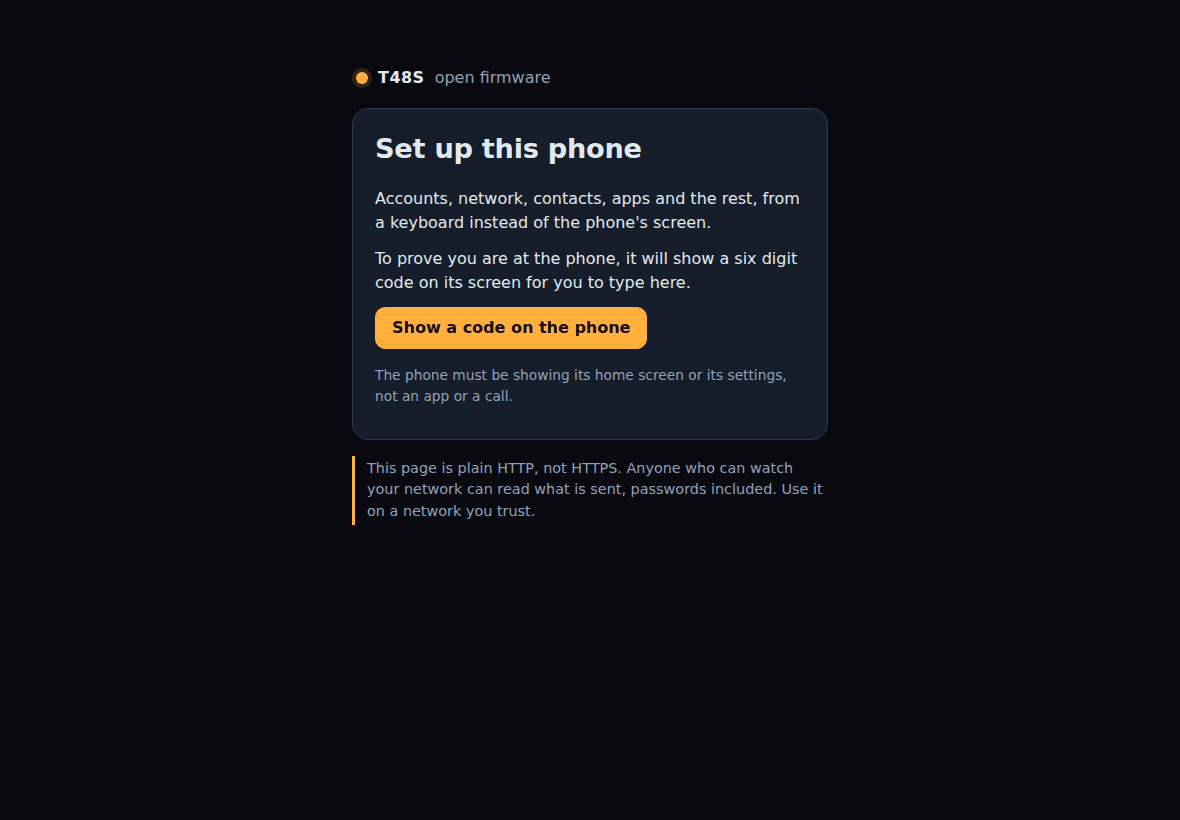 T48S open firmware
Set up this phone
Accounts, network, contacts, apps and the rest, from
a keyboard instead of the phone's screen.
To prove you are at the phone, it will show a six digit
code on its screen for you to type here.
Show a code on the phone
The phone must be showing its home screen or its settings,
not an app or a call.
This page is plain HTTP, not HTTPS. Anyone who can watch
your network can read what is sent, passwords included. Use it
on a network you trust.